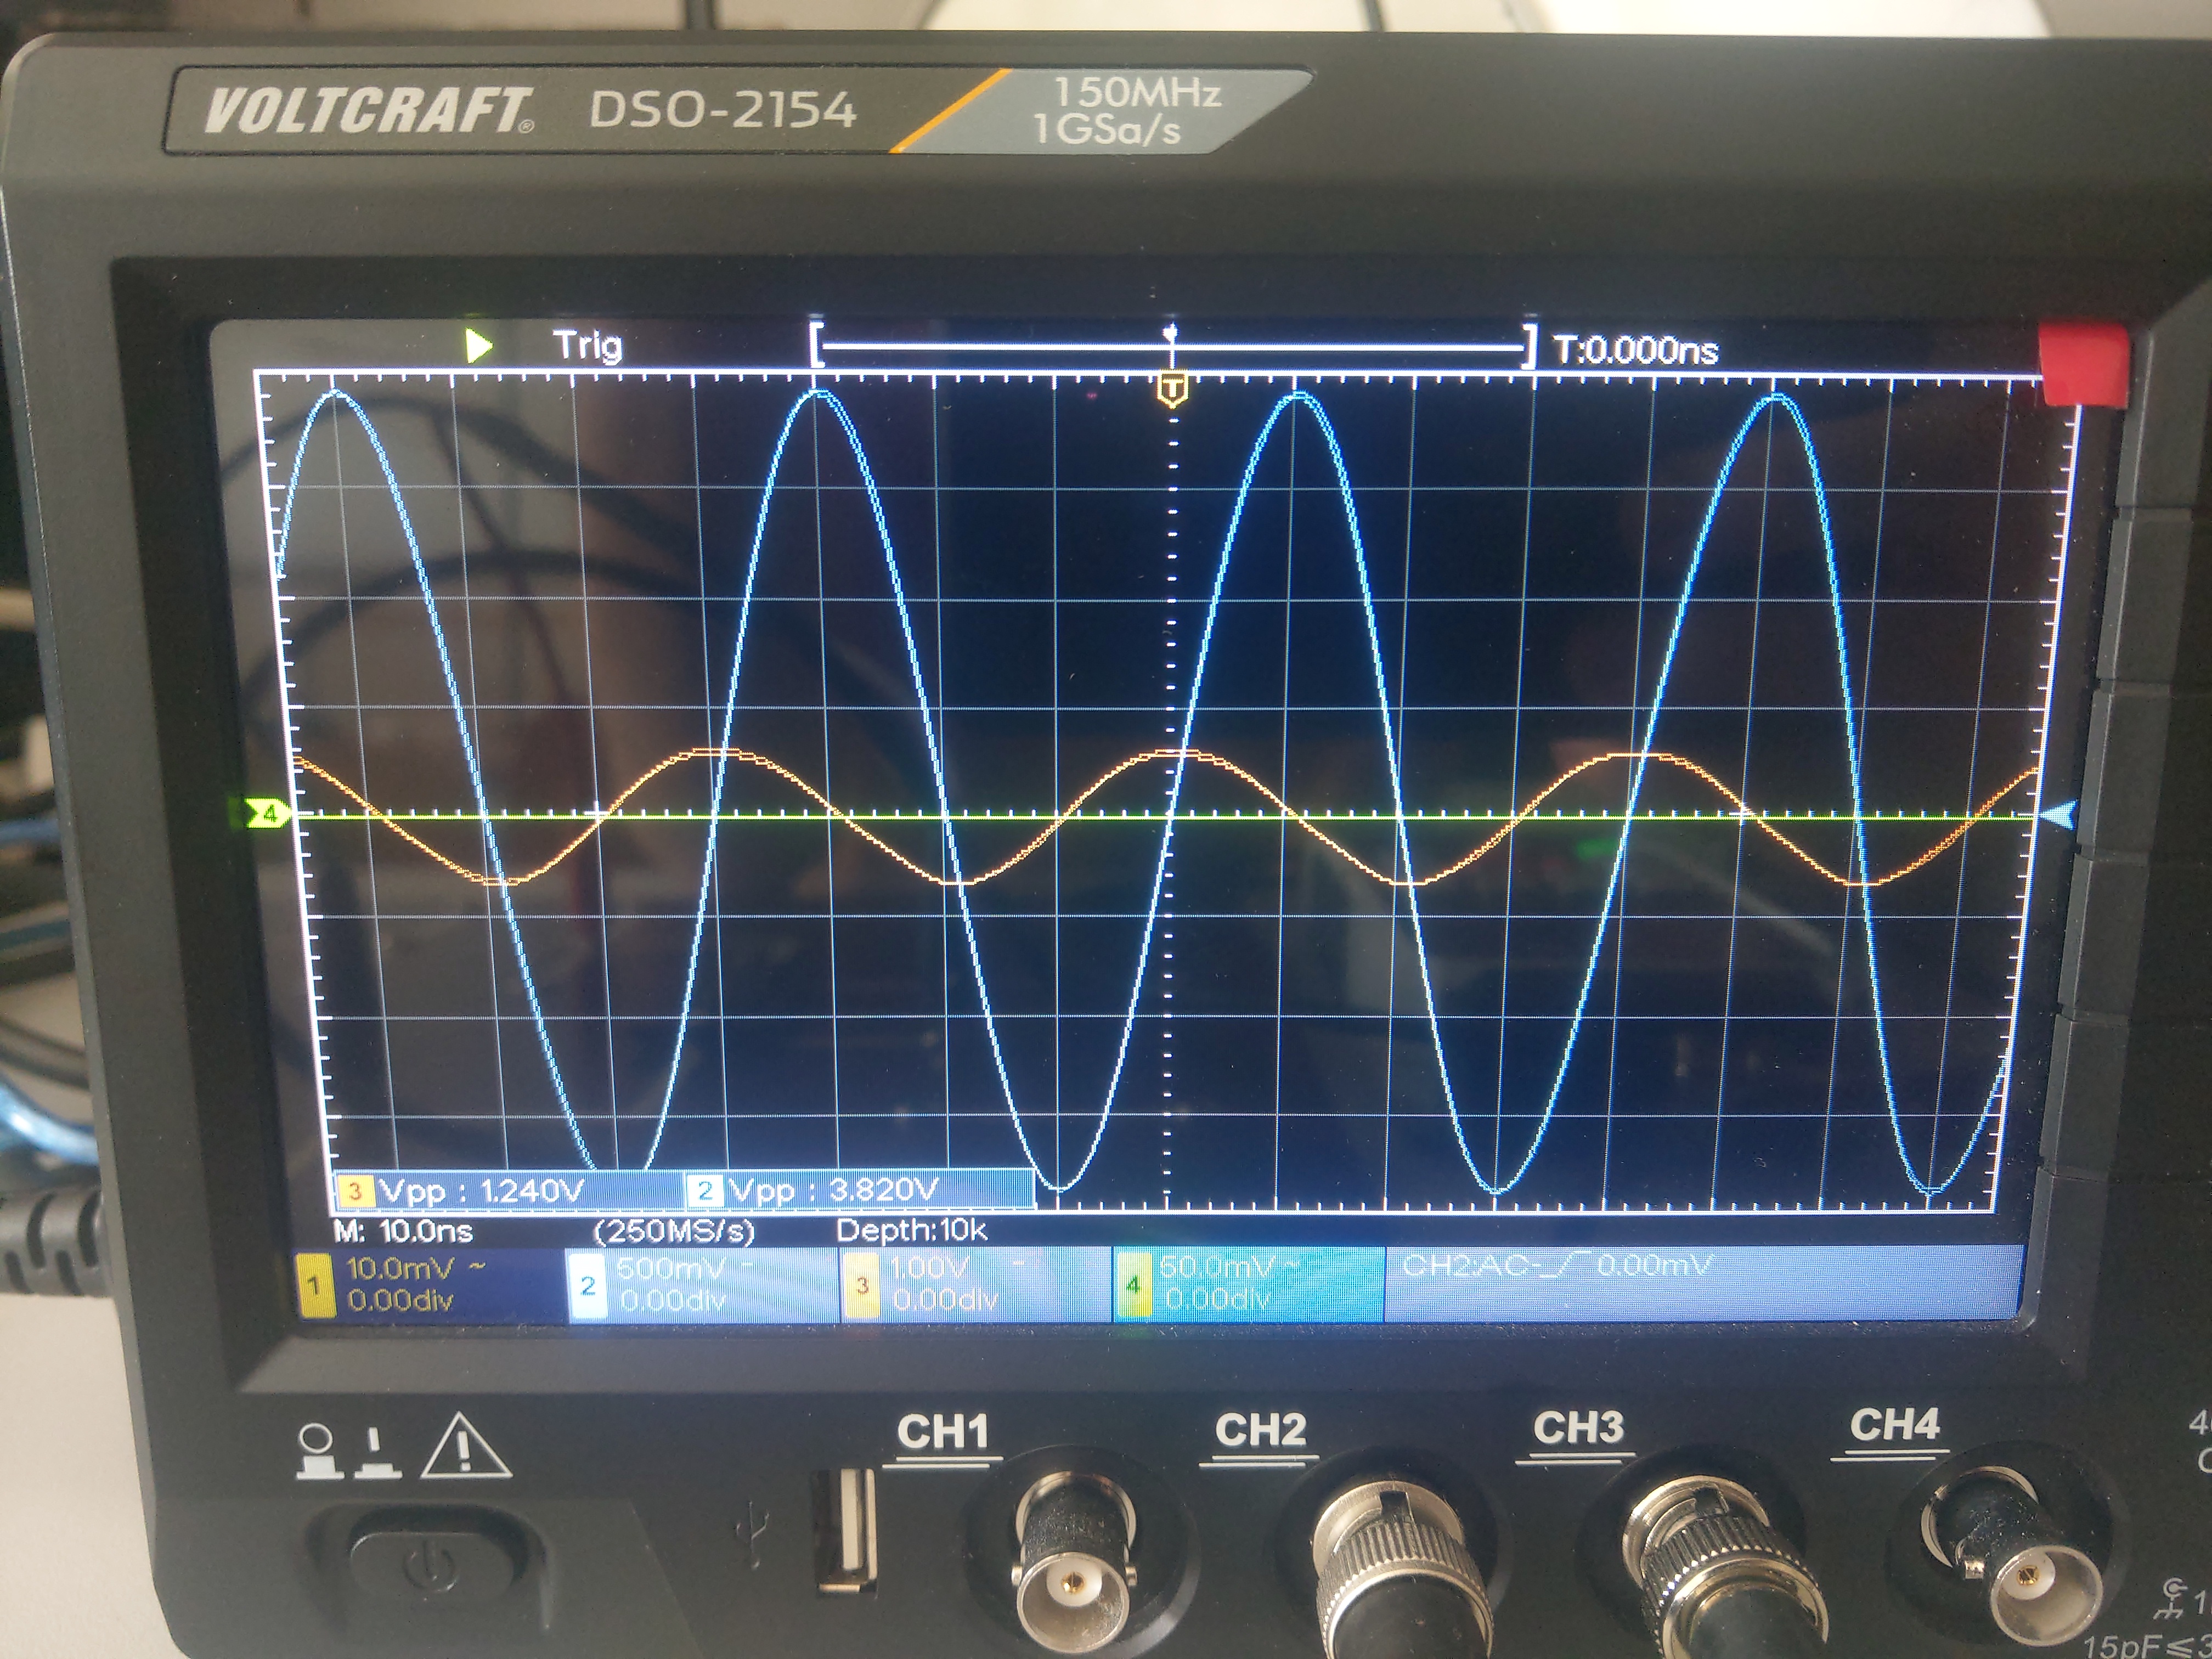 VOLTCRAFT® DSO-2154 150MHz
1GSa/s
Trig T T:0.000ns
4
3 Vpp : 1.240V 2 Vpp : 3.820V
M: 10.0ns (250MS/s) Depth:10k
1 10.0mV ~ 2 500mV ~ 3 1.00V ~ 4 50.0mV ~ CH2:AC- 0.00mV
0.00div 0.00div 0.00div 0.00div
CH1 CH2 CH3 CH4
15pF≤